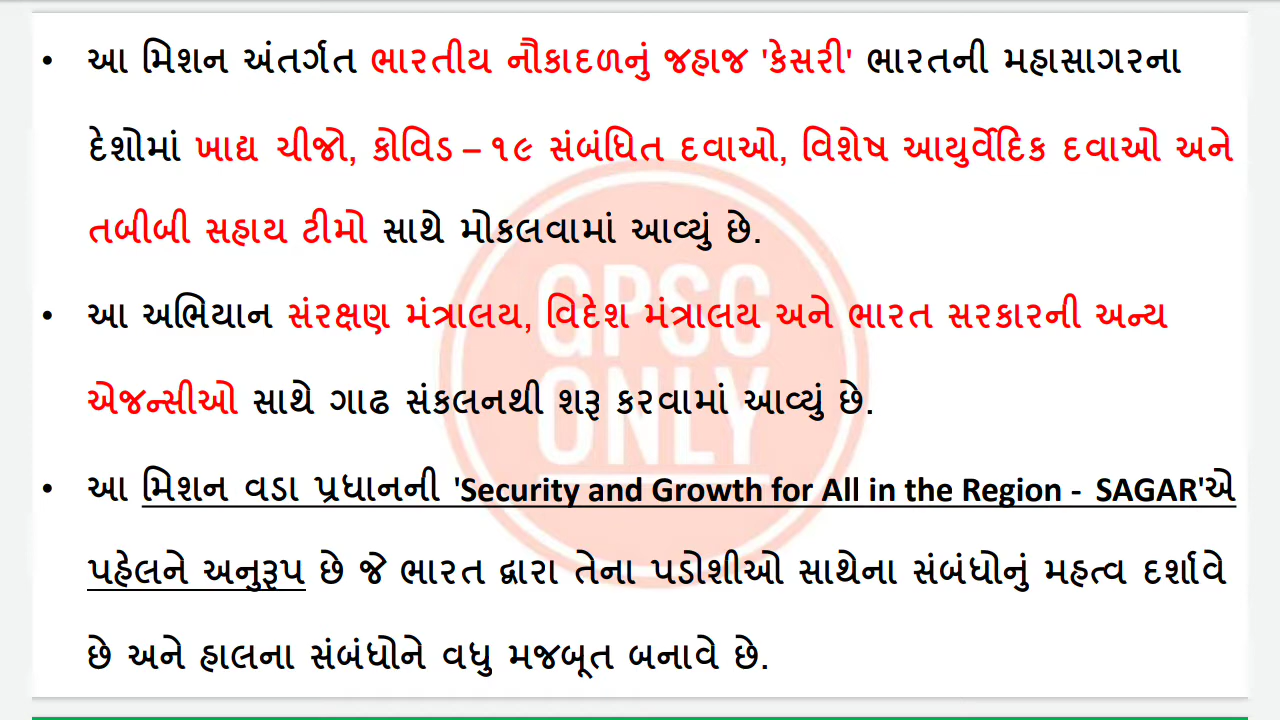 • આ મિશન અંતર્ગત ભારતીય નૌકાદળનું જહાજ 'કેસરી' ભારતની મહાસાગરના
દેશોમાં ખાદ્ય ચીજો, કોવિડ – ૧૯ સંબંધિત દવાઓ, વિશેષ આયુર્વેદિક દવાઓ અને
તબીબી સહાય ટીમો સાથે મોકલવામાં આવ્યું છે.
• આ અભિયાન સંરક્ષણ મંત્રાલય, વિદેશ મંત્રાલય અને ભારત સરકારની અન્ય
એજન્સીઓ સાથે ગાઢ સંકલનથી શરૂ કરવામાં આવ્યું છે.
• આ મિશન વડા પ્રધાનની 'Security and Growth for All in the Region - SAGAR'એ
પહેલને અનુરૂપ છે જે ભારત દ્વારા તેના પડોશીઓ સાથેના સંબંધોનું મહત્વ દર્શાવે
છે અને હાલના સંબંધોને વધુ મજબૂત બનાવે છે.
GPSC
ONLY